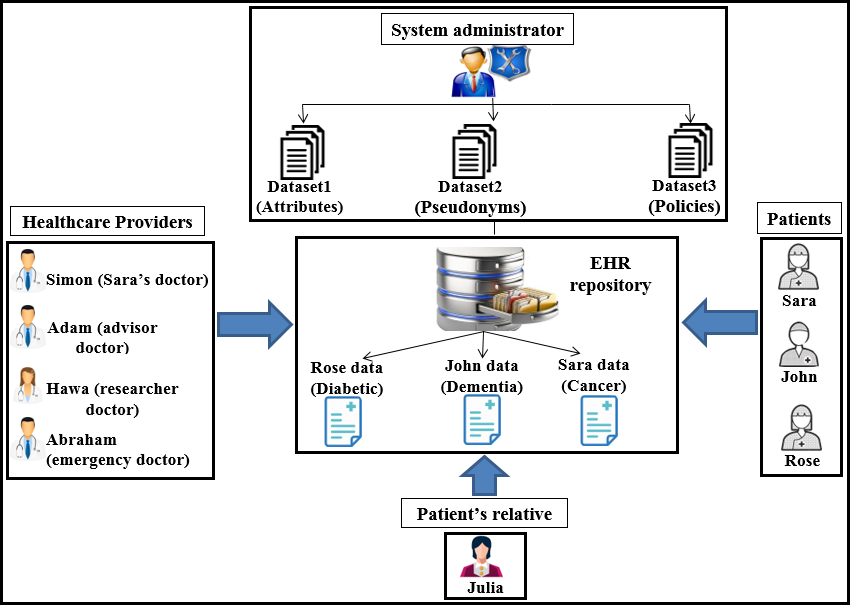 System administrator
Dataset1
(Attributes)
Dataset2
(Pseudonyms)
Dataset3
(Policies)
Healthcare Providers
Simon (Sara’s doctor)
Adam (advisor
doctor)
Hawa (researcher
doctor)
Abraham
(emergency doctor)
EHR
repository
Rose data
(Diabetic)
John data
(Dementia)
Sara data
(Cancer)
Patients
Sara
John
Rose
Patient’s relative
Julia